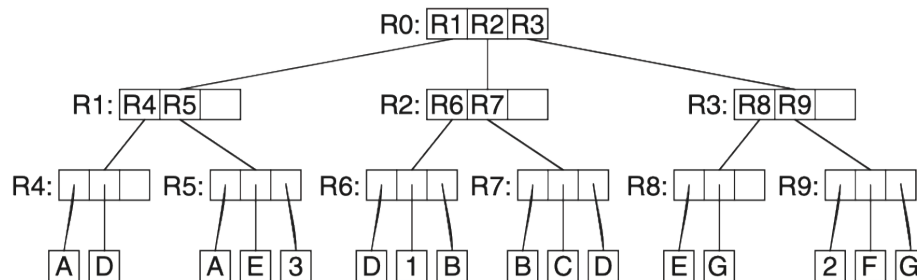 R0: R1 R2 R3
R1: R4 R5 R2: R6 R7 R3: R8 R9
R4: R5: R6: R7: R8: R9:
A D A E 3 D 1 B B C D E G 2 F G